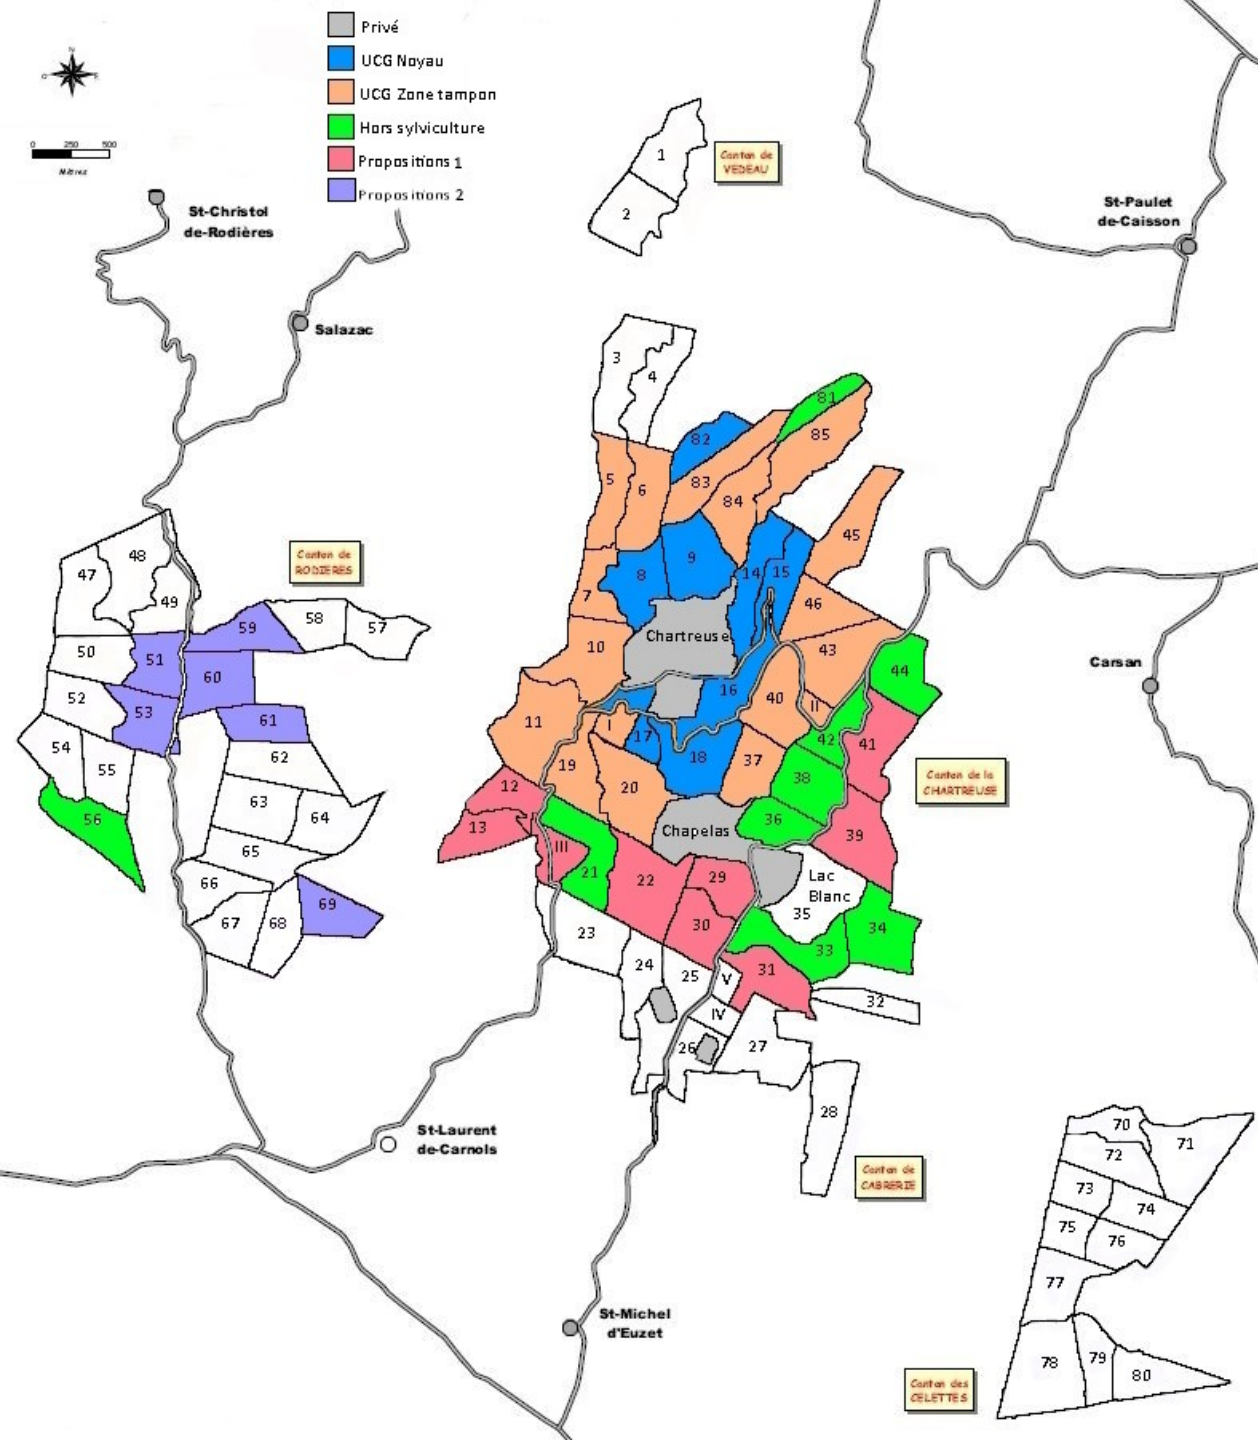 Privé
UCG Noyau
UCG Zone tampon
Hors sylviculture
Propositions 1
Propositions 2
N
O
E
0 250 500
Mètres
St-Christol
de-Rodières
Salazac
1
2
Canton de
VEDEAU
St-Paulet
de-Caisson
3
4
81
85
82
5
6
83
84
45
48
47
49
Canton de
RODIERES
9
8
14
15
7
46
59
58
57
50
51
10
Chartreuse
43
44
Carsan
52
53
60
61
11
I
17
16
40
II
42
41
54
55
62
19
18
37
38
Canton de la
CHARTREUSE
12
20
56
63
64
13
III
Chapelas
36
39
65
21
22
29
Lac
Blanc
66
69
30
35
67
68
23
33
34
24
25
V
31
32
IV
26
27
28
St-Laurent
de-Carnols
Canton de
CABRERIE
70
71
72
73
74
75
76
77
St-Michel
d'Euzet
78
79
80
Canton des
CELETTES